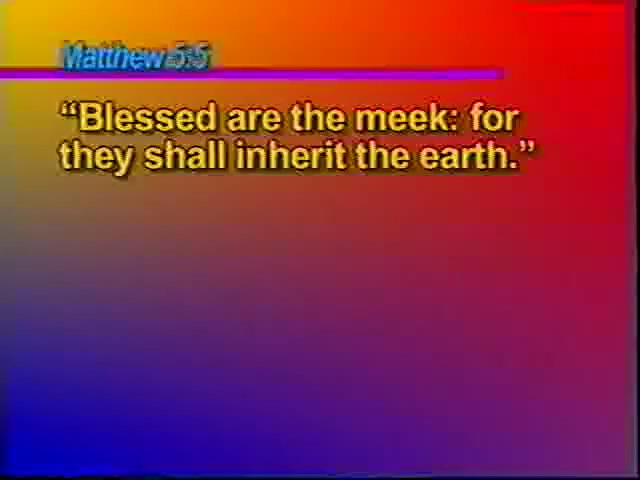 Matthew 5:5
“Blessed are the meek: for
they shall inherit the earth.”